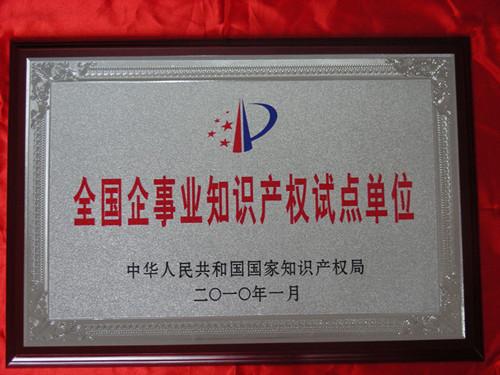 全国企事业知识产权试点单位
中华人民共和国国家知识产权局
二〇一〇年一月